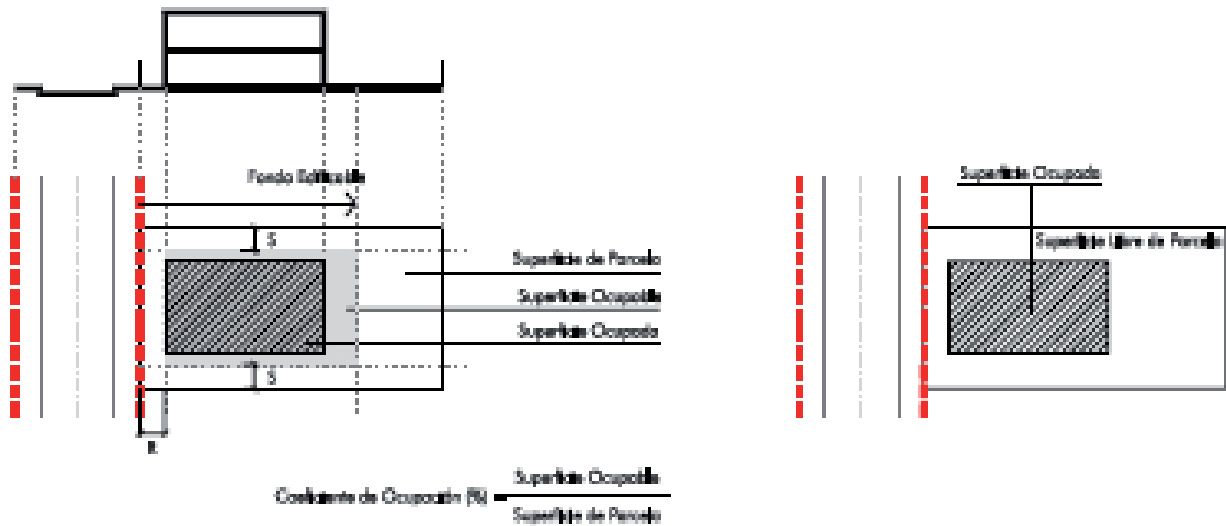 Fondo Edificable
Superficie Ocupada
S
Superficie Libre de Parcela
Superficie de Parcela
Superficie Ocupable
Superficie Ocupada
S
R
Superficie Ocupable
Coeficiente de Ocupación (%) =
Superficie de Parcela